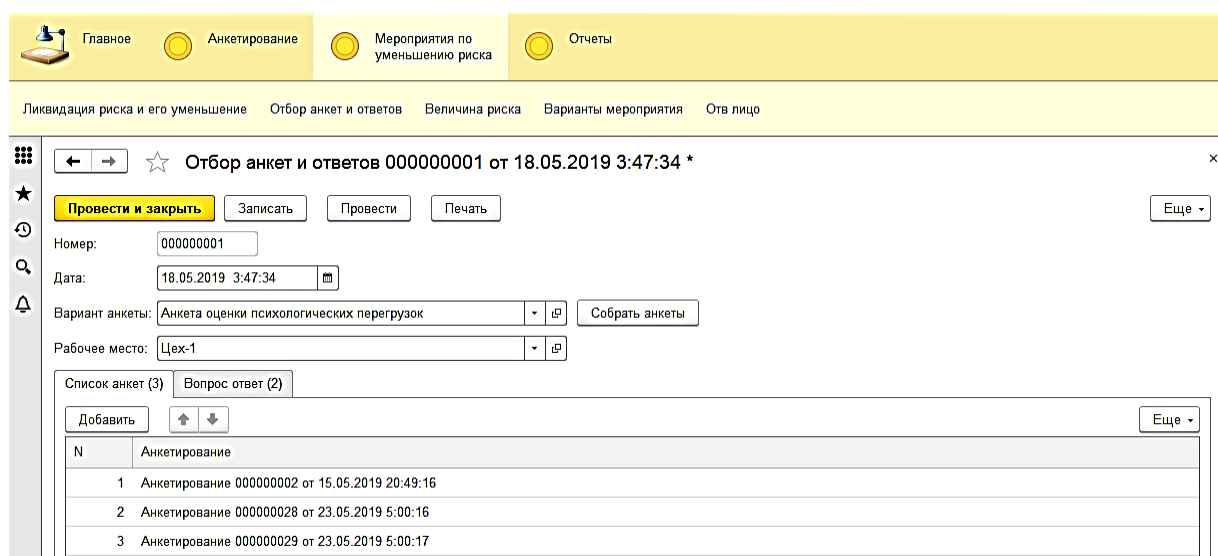 Главное
Анкетирование
Мероприятия по
уменьшению риска
Отчеты
Ликвидация риска и его уменьшение Отбор анкет и ответов Величина риска Варианты мероприятия Отв лицо
Отбор анкет и ответов 000000001 от 18.05.2019 3:47:34 *
Провести и закрыть Записать Провести Печать Еще
Номер: 000000001
Дата: 18.05.2019 3:47:34
Вариант анкеты: Анкета оценки психологических перегрузок Собрать анкеты
Рабочее место: Цех-1
Список анкет (3) Вопрос ответ (2)
Добавить Еще
N Анкетирование
1 Анкетирование 000000002 от 15.05.2019 20:49:16
2 Анкетирование 000000028 от 23.05.2019 5:00:16
3 Анкетирование 000000029 от 23.05.2019 5:00:17